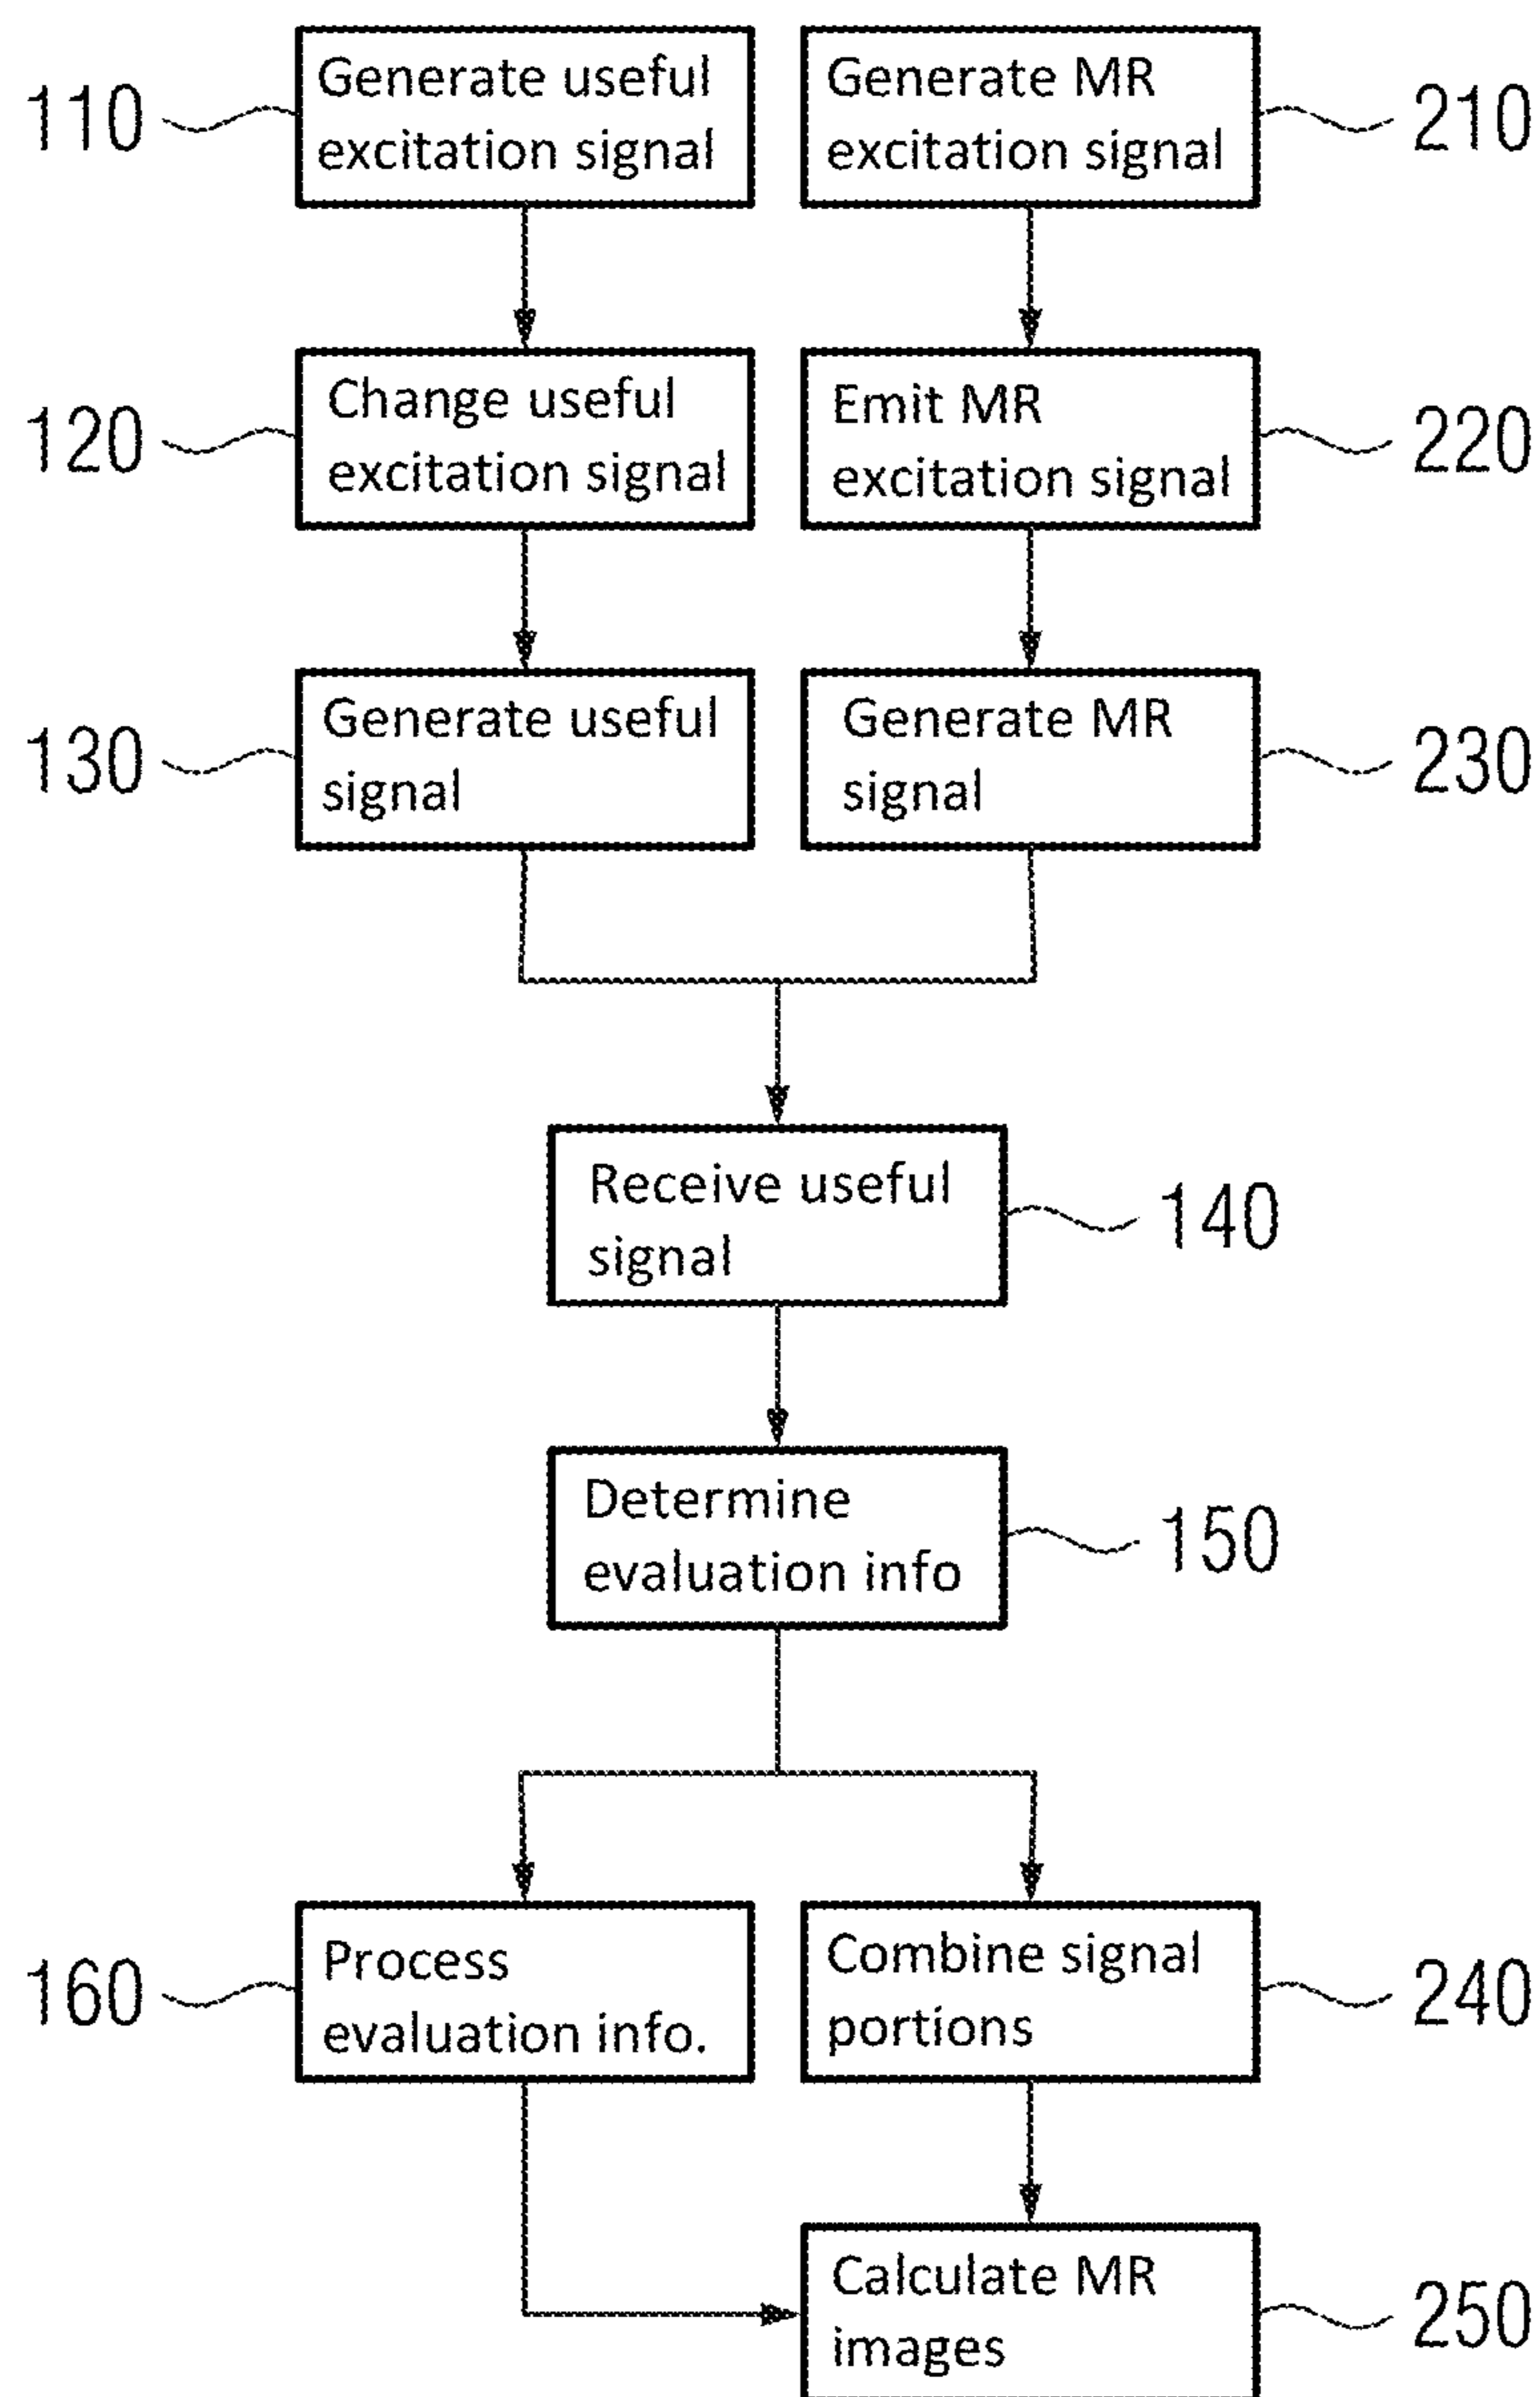 110
Generate useful
excitation signal
Generate MR
excitation signal
210
120
Change useful
excitation signal
Emit MR
excitation signal
220
130
Generate useful
signal
Generate MR
signal
230
Receive useful
signal
140
Determine
evaluation info
150
160
Process
evaluation info.
Combine signal
portions
240
Calculate MR
images
250